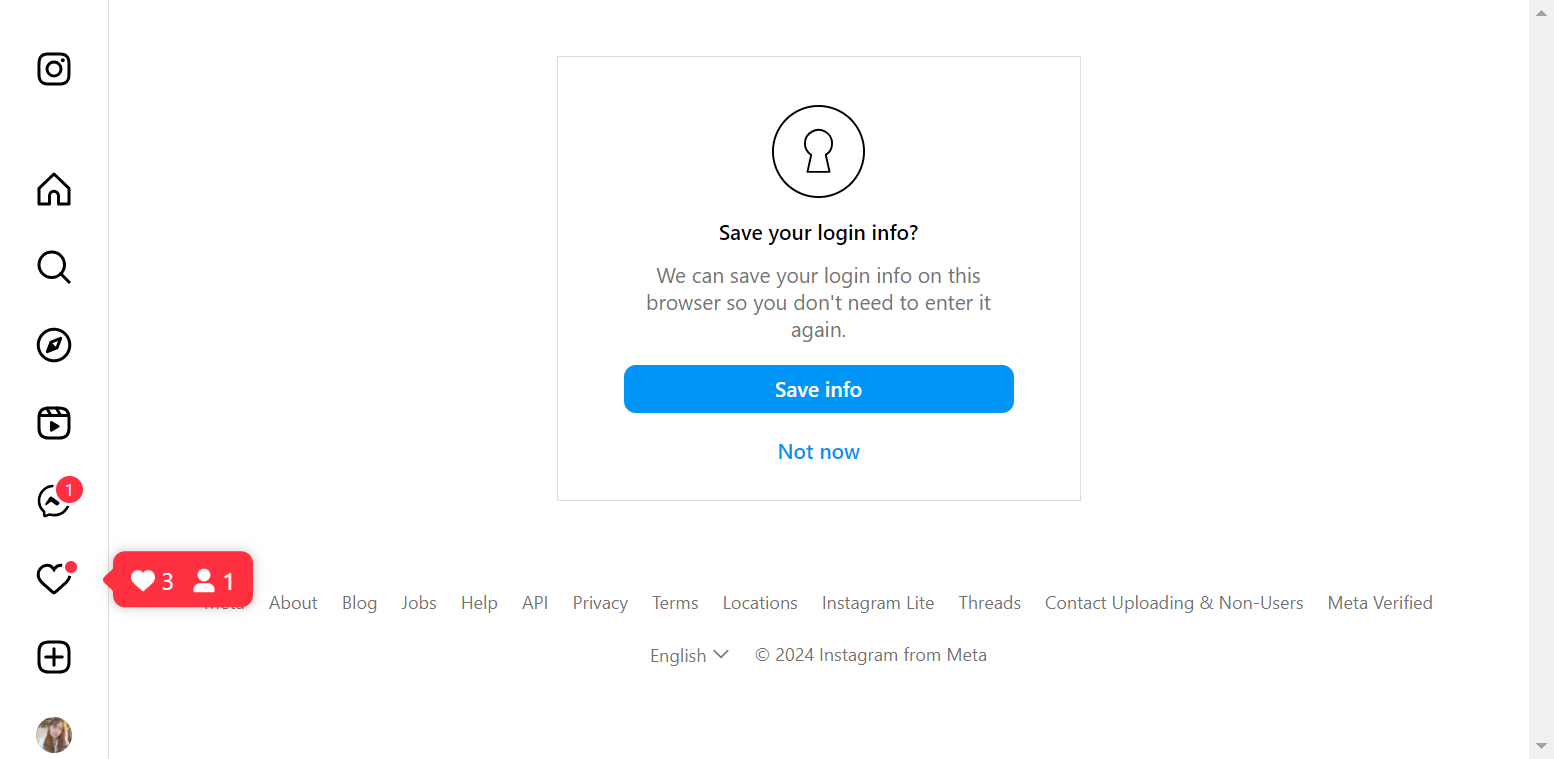 Save your login info?
We can save your login info on this
browser so you don't need to enter it
again.
Save info
Not now
1
3 1
About Blog Jobs Help API Privacy Terms Locations Instagram Lite Threads Contact Uploading & Non-Users Meta Verified
English © 2024 Instagram from Meta